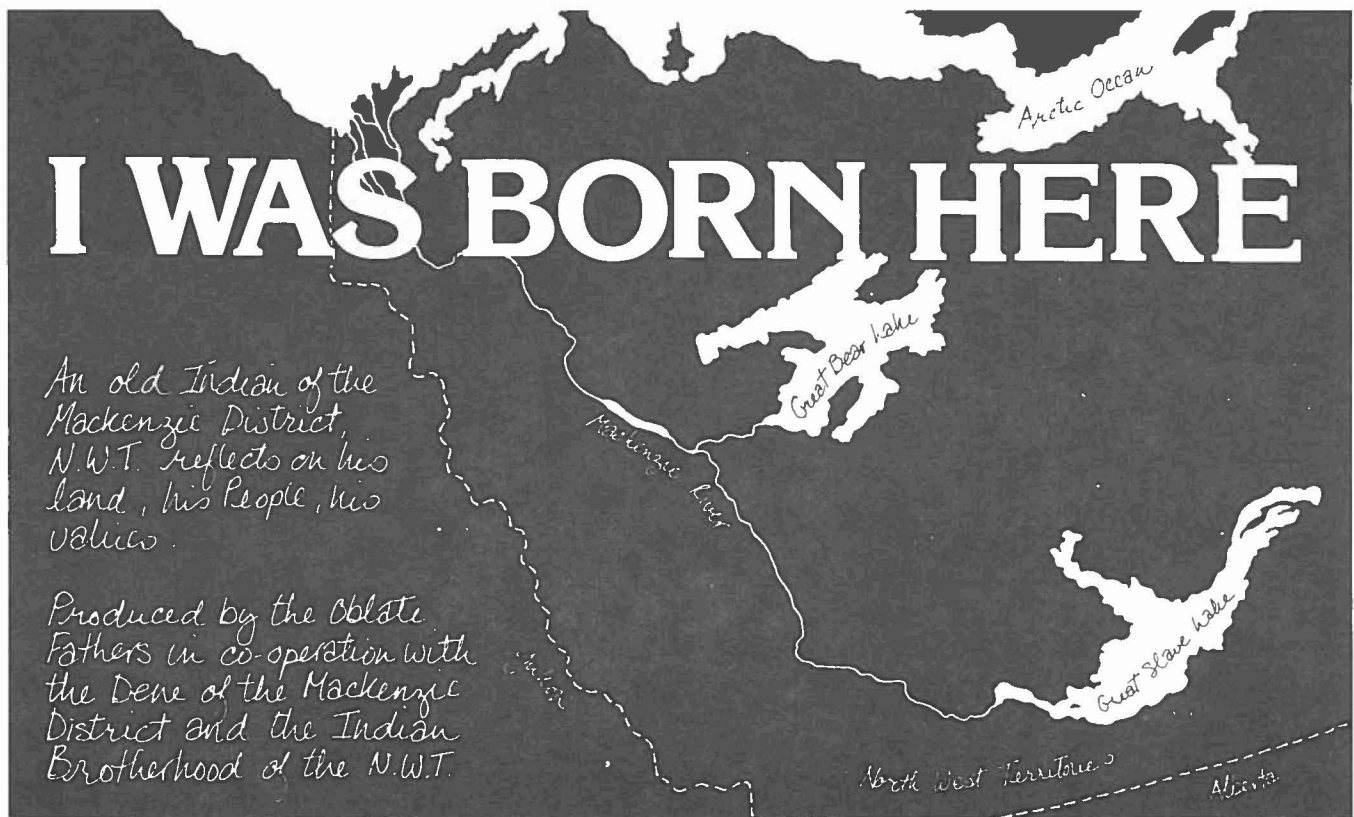 Arctic Ocean
I WAS BORN HERE
Great Bear Lake
An old Indian of the
Mackenzie District,
N.W.T. reflects on his
land, his People, his
values.
Mackenzie River
Produced by the Oblate
Fathers in co-operation with
the Dene of the Mackenzie
District and the Indian
Brotherhood of the N.W.T.
Yukon
Great Slave Lake
North West Territories
Alberta